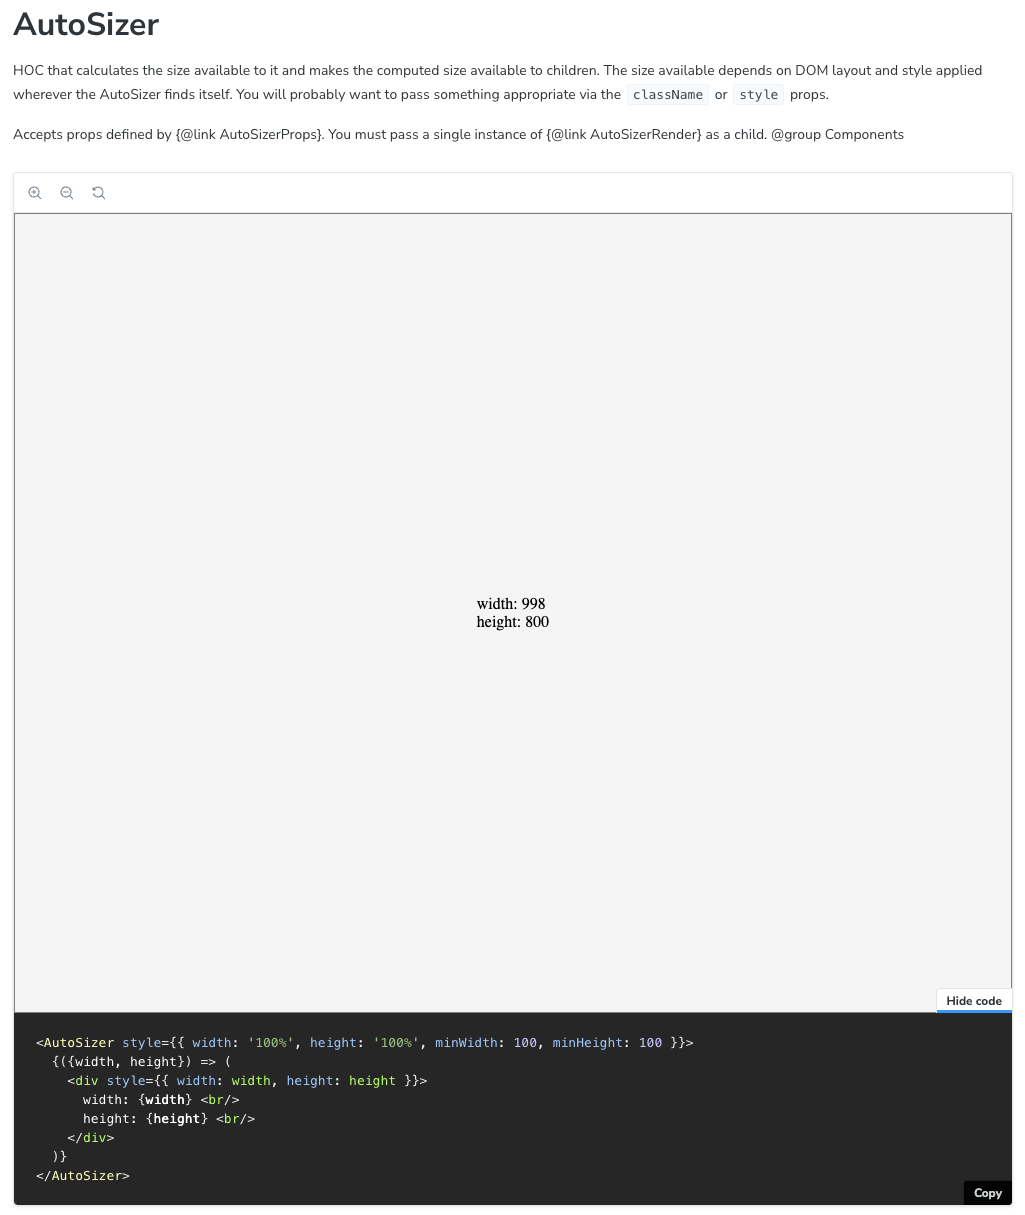 AutoSizer
HOC that calculates the size available to it and makes the computed size available to children. The size available depends on DOM layout and style applied
wherever the AutoSizer finds itself. You will probably want to pass something appropriate via the className or style props.
Accepts props defined by {@link AutoSizerProps}. You must pass a single instance of {@link AutoSizerRender} as a child. @group Components
width: 998
height: 800
Hide code
<AutoSizer style={{ width: '100%', height: '100%', minWidth: 100, minHeight: 100 }}>
  {({width, height}) => (
    <div style={{ width: width, height: height }}>
      width: {width} <br/>
      height: {height} <br/>
    </div>
  )}
</AutoSizer>
Copy